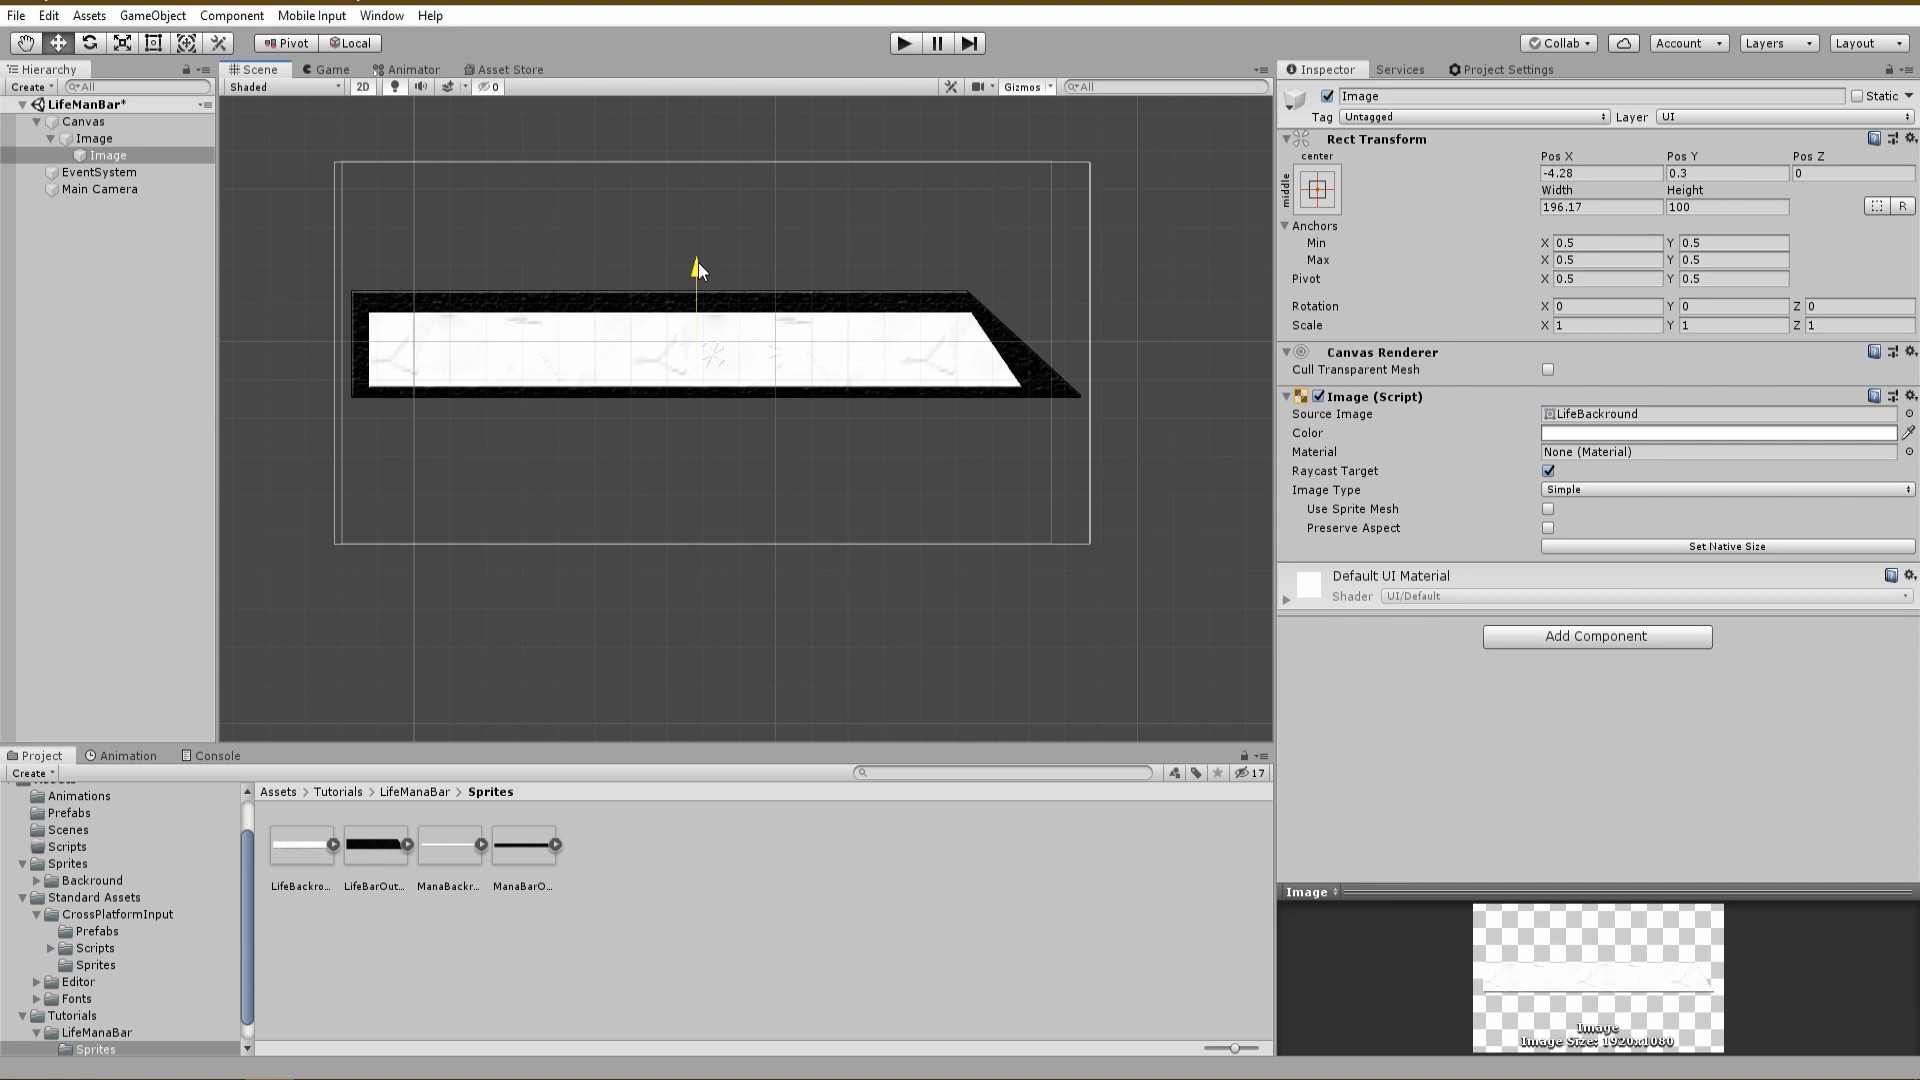 File Edit Assets GameObject Component Mobile Input Window Help
Pivot Local Collab Account Layers Layout
Hierarchy Scene Game Animator Asset Store Inspector Services Project Settings
Create All Shaded 2D 0 Gizmos All
LifeManBar*
Canvas
Image
Image
EventSystem
Main Camera
Image Static
Tag Untagged Layer UI
Rect Transform
center
middle
Pos X Pos Y Pos Z
-4.28 0.3 0
Width Height
196.17 100 R
Anchors
Min X 0.5 Y 0.5
Max X 0.5 Y 0.5
Pivot X 0.5 Y 0.5
Rotation X 0 Y 0 Z 0
Scale X 1 Y 1 Z 1
Canvas Renderer
Cull Transparent Mesh
Image (Script)
Source Image LifeBackround
Color
Material None (Material)
Raycast Target
Image Type Simple
Use Sprite Mesh
Preserve Aspect
Set Native Size
Default UI Material
Shader UI/Default
Add Component
Project Animation Console
Create 17
Animations
Prefabs
Scenes
Scripts
Sprites
Backround
Standard Assets
CrossPlatformInput
Prefabs
Scripts
Sprites
Editor
Fonts
Tutorials
LifeManaBar
Sprites
Assets > Tutorials > LifeManaBar > Sprites
LifeBackro... LifeBarOut... ManaBackr... ManaBarO...
Image
Image
Image Size: 1920x1080